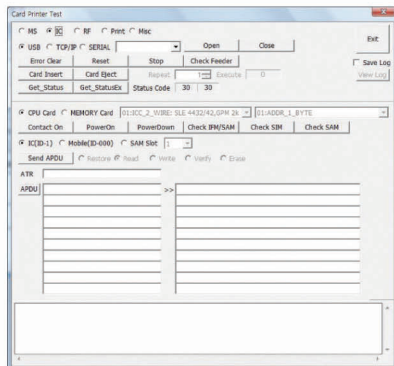 Card Printer Test
MS IC RF Print Misc
Exit
USB TCP/IP SERIAL Open Close
Error Clear Reset Stop Check Feeder Save Log
Card Insert Card Eject Repeat 1 Execute 0 View Log
Get_Status Get_StatusEx Status Code 30 30
CPU Card MEMORY Card 01:ICC_2_WIRE: SLE 4432/42,GPM 2k 01:ADDR_1_BYTE
Contact On PowerOn PowerDown Check IFM/SAM Check SIM Check SAM
IC(ID-1) Mobile(ID-000) SAM Slot 1
Send APDU Restore Read Write Verify Erase
ATR
APDU >>